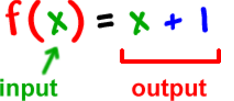 f(x) = x + 1
input output